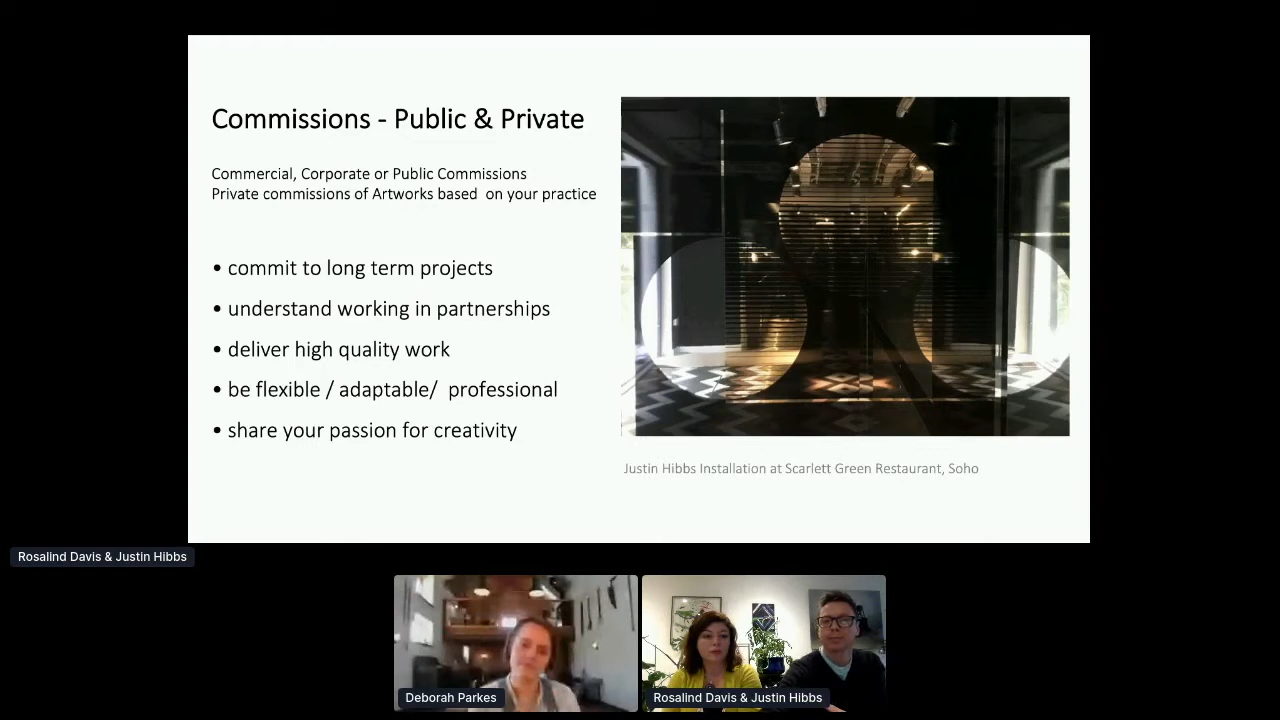 Commissions - Public & Private
Commercial, Corporate or Public Commissions
Private commissions of Artworks based  on your practice
• commit to long term projects
• understand working in partnerships
• deliver high quality work
• be flexible / adaptable/  professional
• share your passion for creativity
Justin Hibbs Installation at Scarlett Green Restaurant, Soho
Rosalind Davis & Justin Hibbs
Deborah Parkes
Rosalind Davis & Justin Hibbs